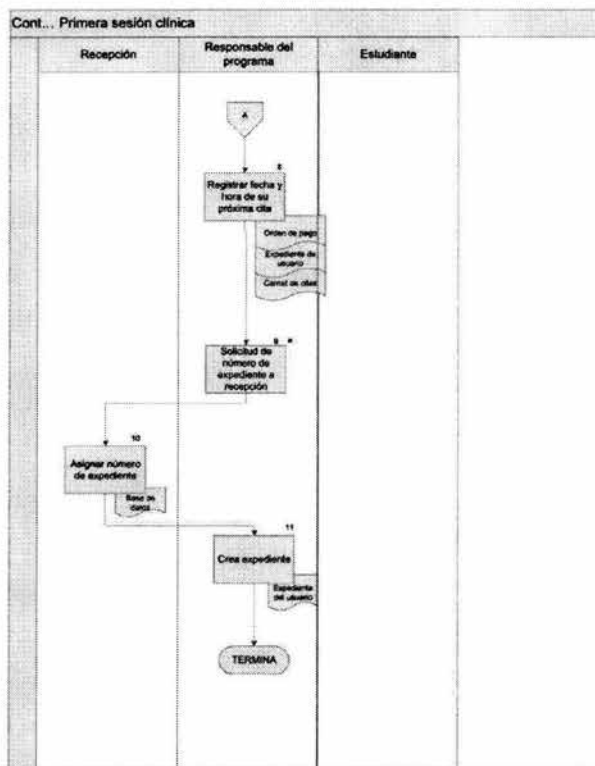 Cont... Primera sesión clínica
Recepción
Responsable del
programa
Estudiante
A
8
Registrar fecha y
hora de su
próxima cita
Orden de pago
Expediente de
usuario
Carnet de citas
9
Solicitud de
número de
expediente a
recepción
10
Asignar número
de expediente
Base de
datos
11
Crea expediente
Expediente
del usuario
TERMINA